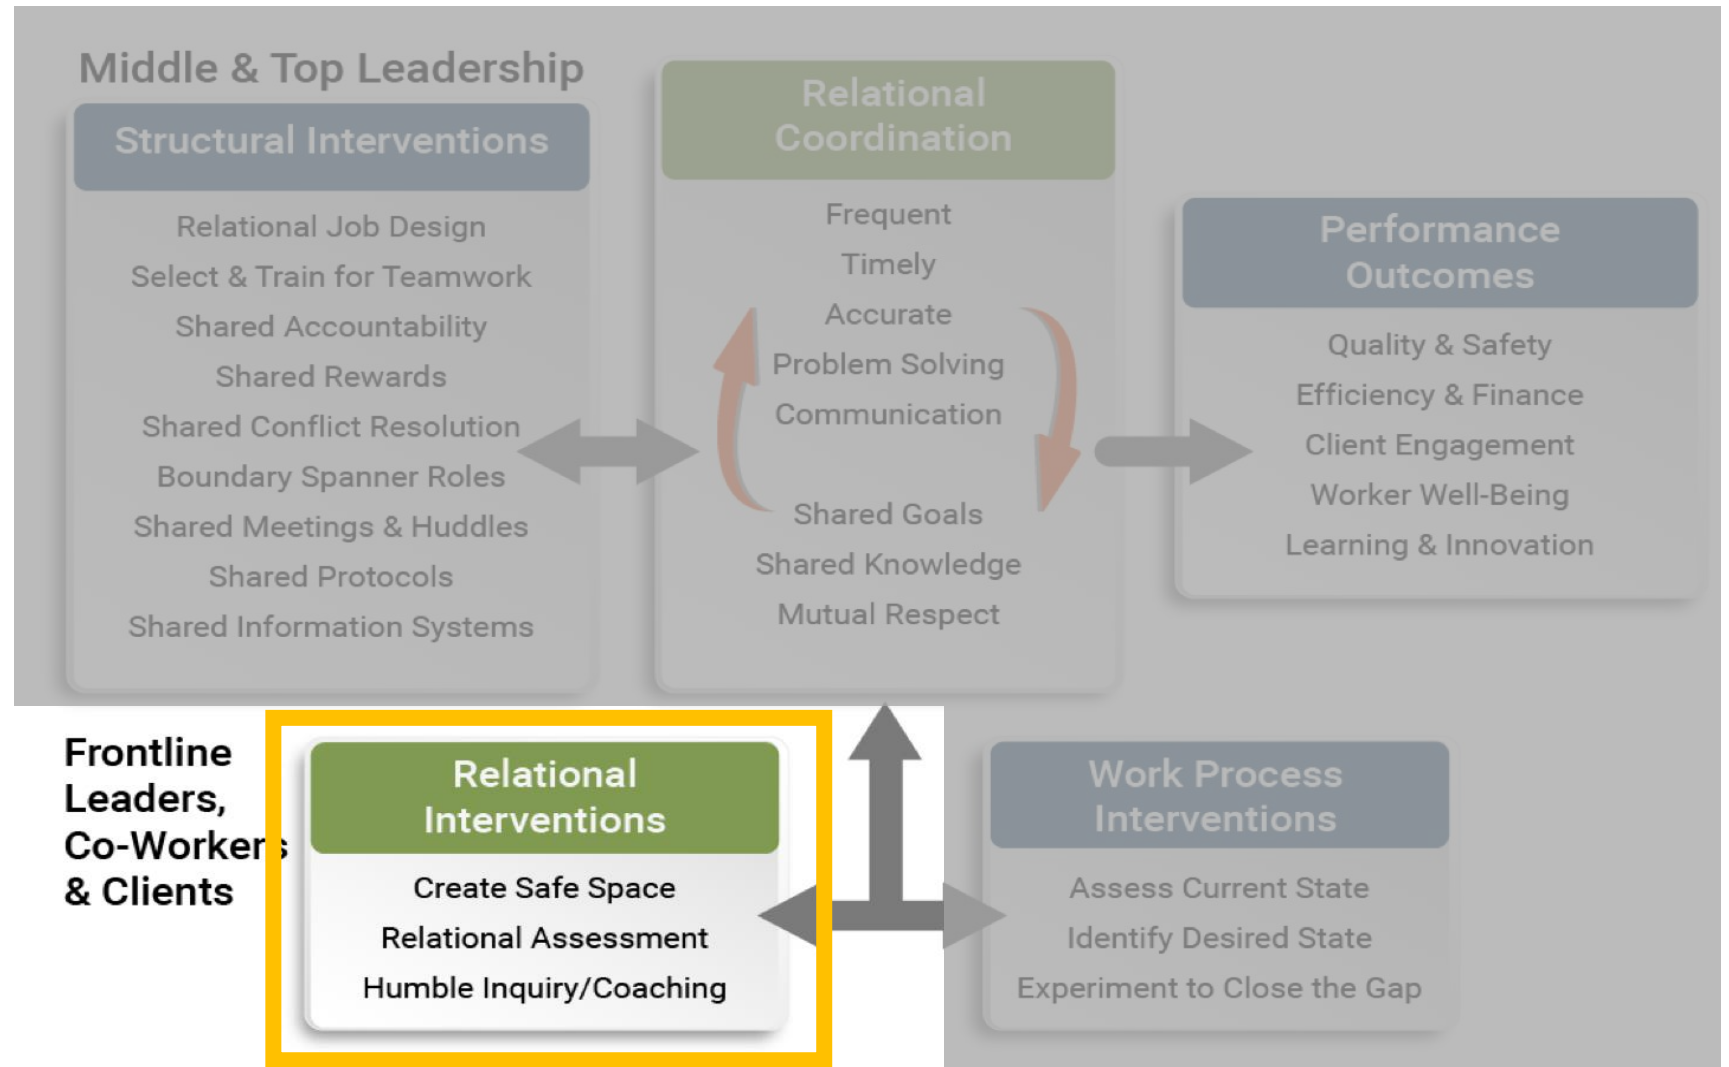 Middle & Top Leadership
Structural Interventions
Relational Job Design
Select & Train for Teamwork
Shared Accountability
Shared Rewards
Shared Conflict Resolution
Boundary Spanner Roles
Shared Meetings & Huddles
Shared Protocols
Shared Information Systems
Relational
Coordination
Frequent
Timely
Accurate
Problem Solving
Communication
Shared Goals
Shared Knowledge
Mutual Respect
Performance
Outcomes
Quality & Safety
Efficiency & Finance
Client Engagement
Worker Well-Being
Learning & Innovation
Frontline
Leaders,
Co-Workers
& Clients
Relational
Interventions
Create Safe Space
Relational Assessment
Humble Inquiry/Coaching
Work Process
Interventions
Assess Current State
Identify Desired State
Experiment to Close the Gap